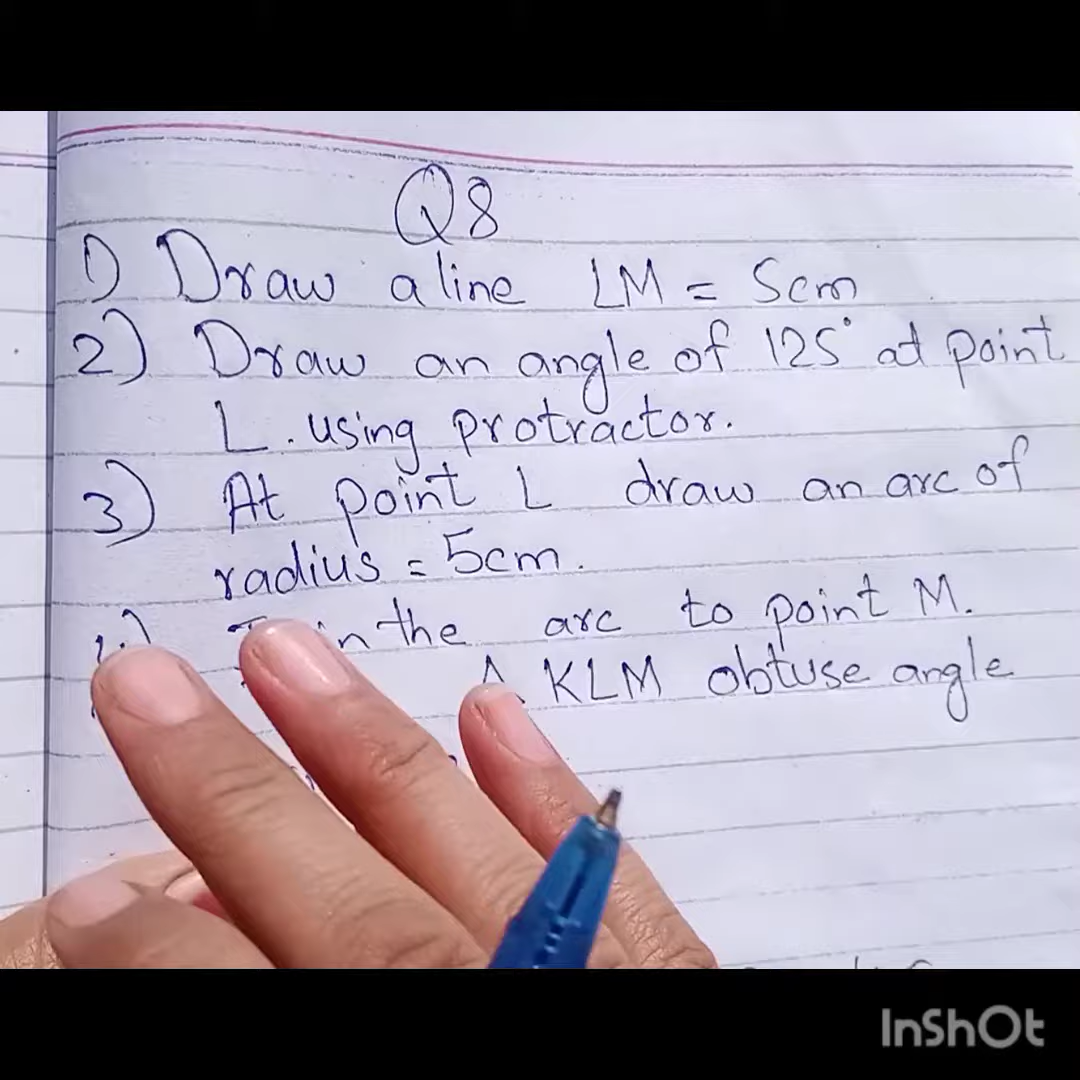 Q8
1) Draw a line LM = 5cm
2) Draw an angle of 125° at point
L. using protractor.
3) At point L draw an arc of
radius = 5cm.
the arc to point M.
KLM obtuse angle
InShOt